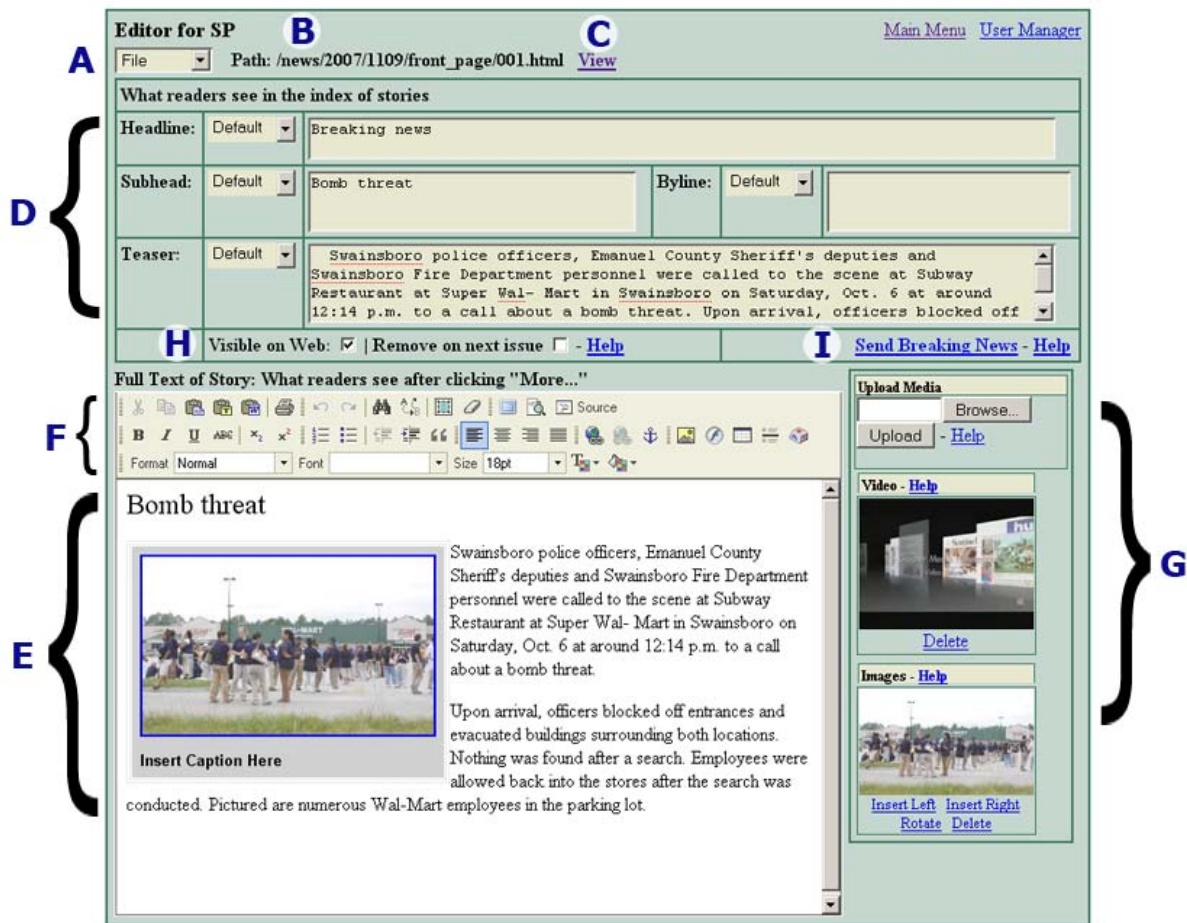 Editor for SP
B
C
Main Menu User Manager
A
File
Path: /news/2007/1109/front_page/001.html View
What readers see in the index of stories
D
Headline: Default Breaking news
Subhead: Default Bomb threat Byline: Default
Teaser: Default Swainsboro police officers, Emanuel County Sheriff's deputies and
Swainsboro Fire Department personnel were called to the scene at Subway
Restaurant at Super Wal- Mart in Swainsboro on Saturday, Oct. 6 at around
12:14 p.m. to a call about a bomb threat. Upon arrival, officers blocked off
H Visible on Web: | Remove on next issue - Help
I Send Breaking News - Help
Full Text of Story: What readers see after clicking "More..."
F
Source
B I U ABC x₂ x²
Format Normal Font Size 18pt
E
Bomb threat
Swainsboro police officers, Emanuel County
Sheriff's deputies and Swainsboro Fire Department
personnel were called to the scene at Subway
Restaurant at Super Wal- Mart in Swainsboro on
Saturday, Oct. 6 at around 12:14 p.m. to a call
about a bomb threat.
Upon arrival, officers blocked off entrances and
evacuated buildings surrounding both locations.
Nothing was found after a search. Employees were
Insert Caption Here
allowed back into the stores after the search was
conducted. Pictured are numerous Wal-Mart employees in the parking lot.
G
Upload Media
Browse...
Upload - Help
Video - Help
Delete
Images - Help
Insert Left Insert Right
Rotate Delete